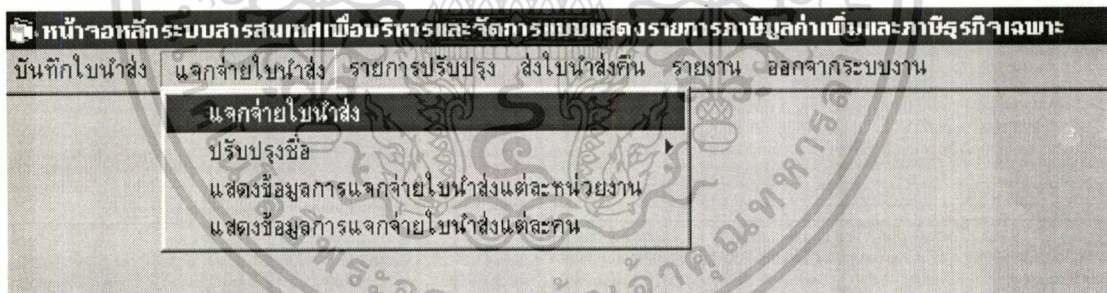 หน้าจอหลักระบบสารสนเทศเพื่อบริหารและจัดการแบบแสดงรายการภาษีมูลค่าเพิ่มและภาษีธุรกิจเฉพาะ
บันทึกใบนำส่ง แจกจ่ายใบนำส่ง รายการปรับปรุง ส่งใบนำส่งคืน รายงาน ออกจากระบบงาน
แจกจ่ายใบนำส่ง
ปรับปรุงชื่อ
แสดงข้อมูลการแจกจ่ายใบนำส่งแต่ละหน่วยงาน
แสดงข้อมูลการแจกจ่ายใบนำส่งแต่ละคน